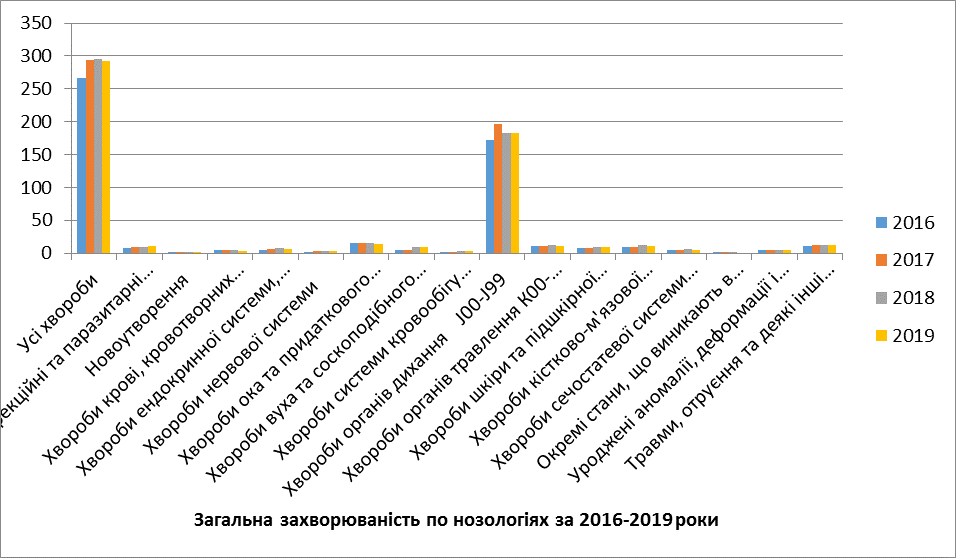 350
300
250
200
150
100
50
0
Усі хвороби
екційні та паразитарні...
Новоутворення
Хвороби крові, кровотворних...
Хвороби ендокринної системи,...
Хвороби нервової системи
Хвороби ока та придаткового...
Хвороби вуха та соскоподібного...
Хвороби системи кровообігу
Хвороби органів дихання J00-J99
Хвороби органів травлення K00-...
Хвороби шкіри та підшкірної...
Хвороби кістково-м'язової...
Хвороби сечостатевої системи...
Окремі стани, що виникають в...
Уроджені аномалії, деформації і...
Травми, отруєння та деякі інші...
2016
2017
2018
2019
Загальна захворюваність по нозологіях за 2016-2019 роки